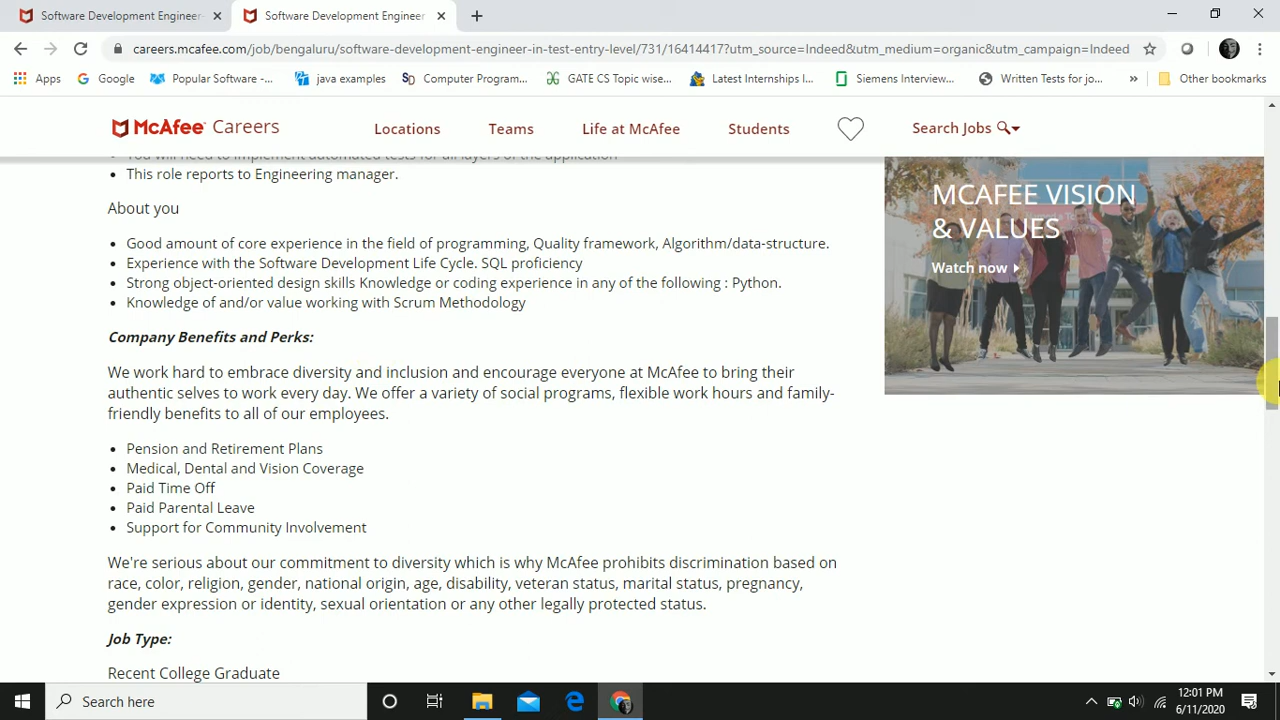 Software Development Engineer-
Software Development Engineer
careers.mcafee.com/job/bengaluru/software-development-engineer-in-test-entry-level/731/16414417?utm_source=Indeed&utm_medium=organic&utm_campaign=Indeed
Apps
Google
Popular Software -...
java examples
Computer Program...
GATE CS Topic wise...
Latest Internships I...
Siemens Interview...
Written Tests for jo...
»
Other bookmarks
McAfee Careers
Locations
Teams
Life at McAfee
Students
Search Jobs
• You will need to implement automated tests for all layers of the application
• This role reports to Engineering manager.
About you
• Good amount of core experience in the field of programming, Quality framework, Algorithm/data-structure.
• Experience with the Software Development Life Cycle. SQL proficiency
• Strong object-oriented design skills Knowledge or coding experience in any of the following : Python.
• Knowledge of and/or value working with Scrum Methodology
Company Benefits and Perks:
We work hard to embrace diversity and inclusion and encourage everyone at McAfee to bring their
authentic selves to work every day. We offer a variety of social programs, flexible work hours and family-
friendly benefits to all of our employees.
• Pension and Retirement Plans
• Medical, Dental and Vision Coverage
• Paid Time Off
• Paid Parental Leave
• Support for Community Involvement
We're serious about our commitment to diversity which is why McAfee prohibits discrimination based on
race, color, religion, gender, national origin, age, disability, veteran status, marital status, pregnancy,
gender expression or identity, sexual orientation or any other legally protected status.
Job Type:
Recent College Graduate
MCAFEE VISION
& VALUES
Watch now
Search here
12:01 PM
6/11/2020